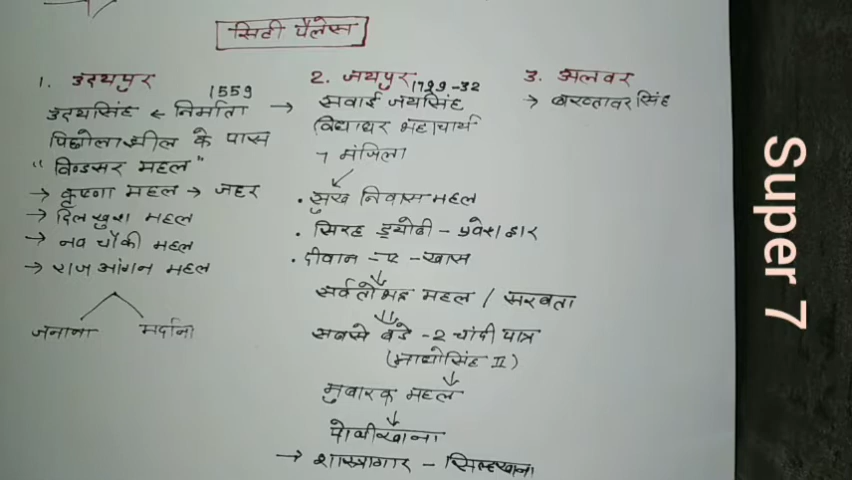 सिटी पैलेस
1. उदयपुर
1559
उदयसिंह ← निर्माता →
पिछोला झील के पास
"विण्डसर महल"
→ कृष्णा महल → जहर
→ दिल खुश महल
→ नव चौकी महल
→ राज आंगन महल
जनाना मर्दाना
2. जयपुर 1729-32
सवाई जयसिंह
विद्याधर भट्टाचार्य
7 मंजिला
• सुख निवास महल
• सिरह ड्योढी - प्रवेश द्वार
• दीवान -ए - खास
सर्वतोभद्र महल / सरबता
सबसे बडे - 2 चांदी पात्र
(माधोसिंह II)
मुबारक महल
पोथीखाना
→ शास्त्रागार - सिलहखाना
3. अलवर
→ बख्तावर सिंह
Super 7